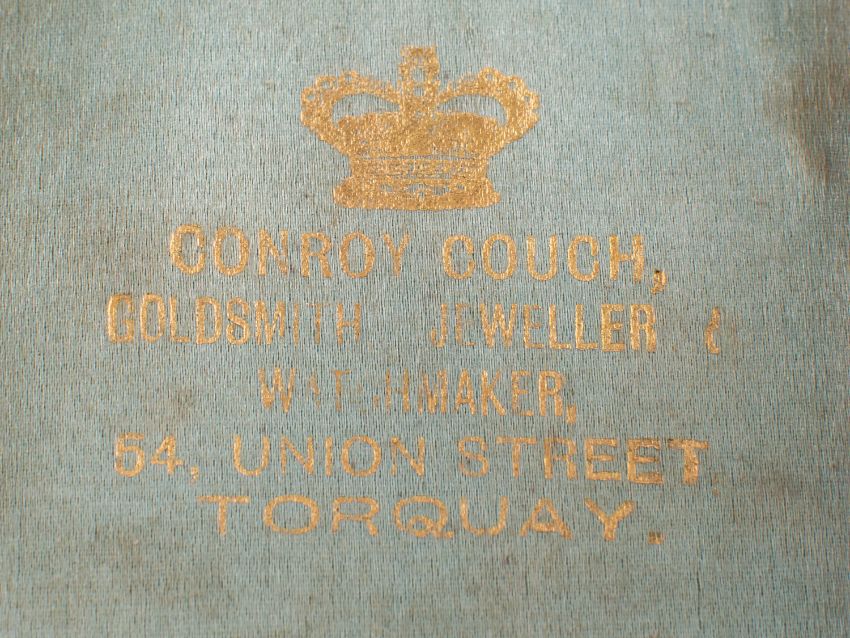 CONROY COUCH,
GOLDSMITH, JEWELLER &
WATCHMAKER,
54, UNION STREET
TORQUAY.